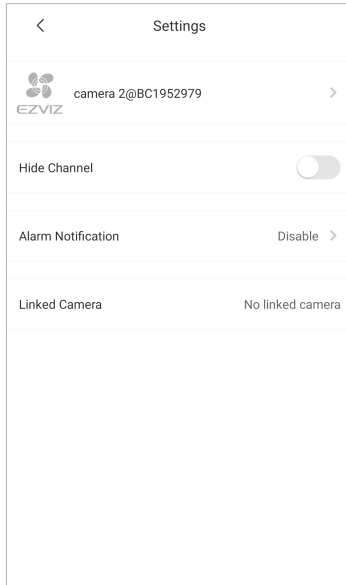 Settings
EZVIZ
camera 2@BC1952979
Hide Channel
Alarm Notification Disable
Linked Camera No linked camera